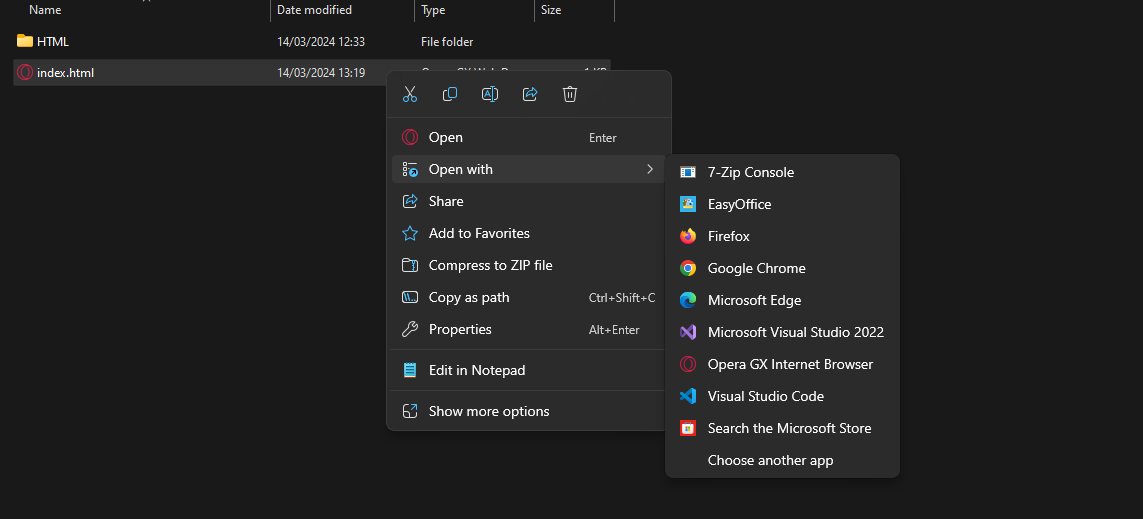 Name Date modified Type Size
HTML 14/03/2024 12:33 File folder
index.html 14/03/2024 13:19
Open Enter
Open with
Share
Add to Favorites
Compress to ZIP file
Copy as path Ctrl+Shift+C
Properties Alt+Enter
Edit in Notepad
Show more options
7-Zip Console
EasyOffice
Firefox
Google Chrome
Microsoft Edge
Microsoft Visual Studio 2022
Opera GX Internet Browser
Visual Studio Code
Search the Microsoft Store
Choose another app